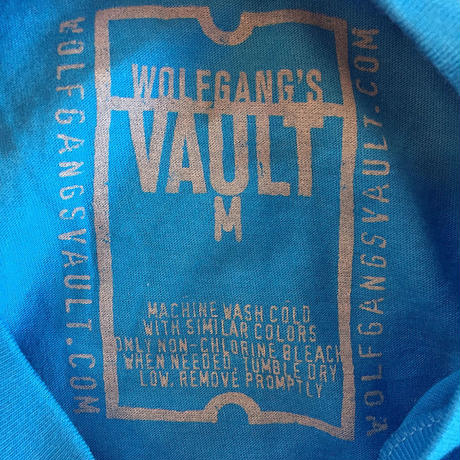 WOLFGANG'S
VAULT
M
MACHINE WASH COLD
WITH SIMILAR COLORS
ONLY NON-CHLORINE BLEACH
WHEN NEEDED, TUMBLE DRY
LOW, REMOVE PROMPTLY
WOLFGANGSVAULT.COM
WOLFGANGSVAULT.COM